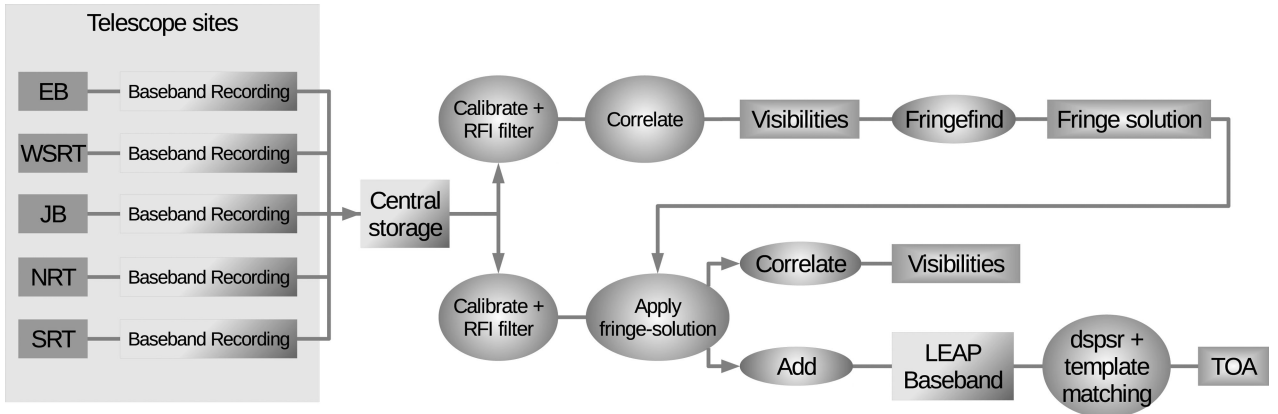 Telescope sites
EB
Baseband Recording
WSRT
Baseband Recording
JB
Baseband Recording
NRT
Baseband Recording
SRT
Baseband Recording
Central
storage
Calibrate +
RFI filter
Correlate
Visibilities
Fringefind
Fringe solution
Calibrate +
RFI filter
Apply
fringe-solution
Correlate
Visibilities
Add
LEAP
Baseband
dspsr +
template
matching
TOA